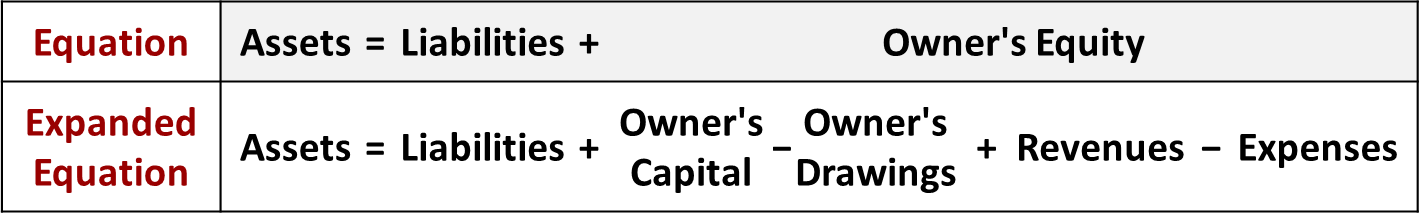 Equation Assets = Liabilities + Owner's Equity
Expanded Equation Assets = Liabilities + Owner's Capital − Owner's Drawings + Revenues − Expenses